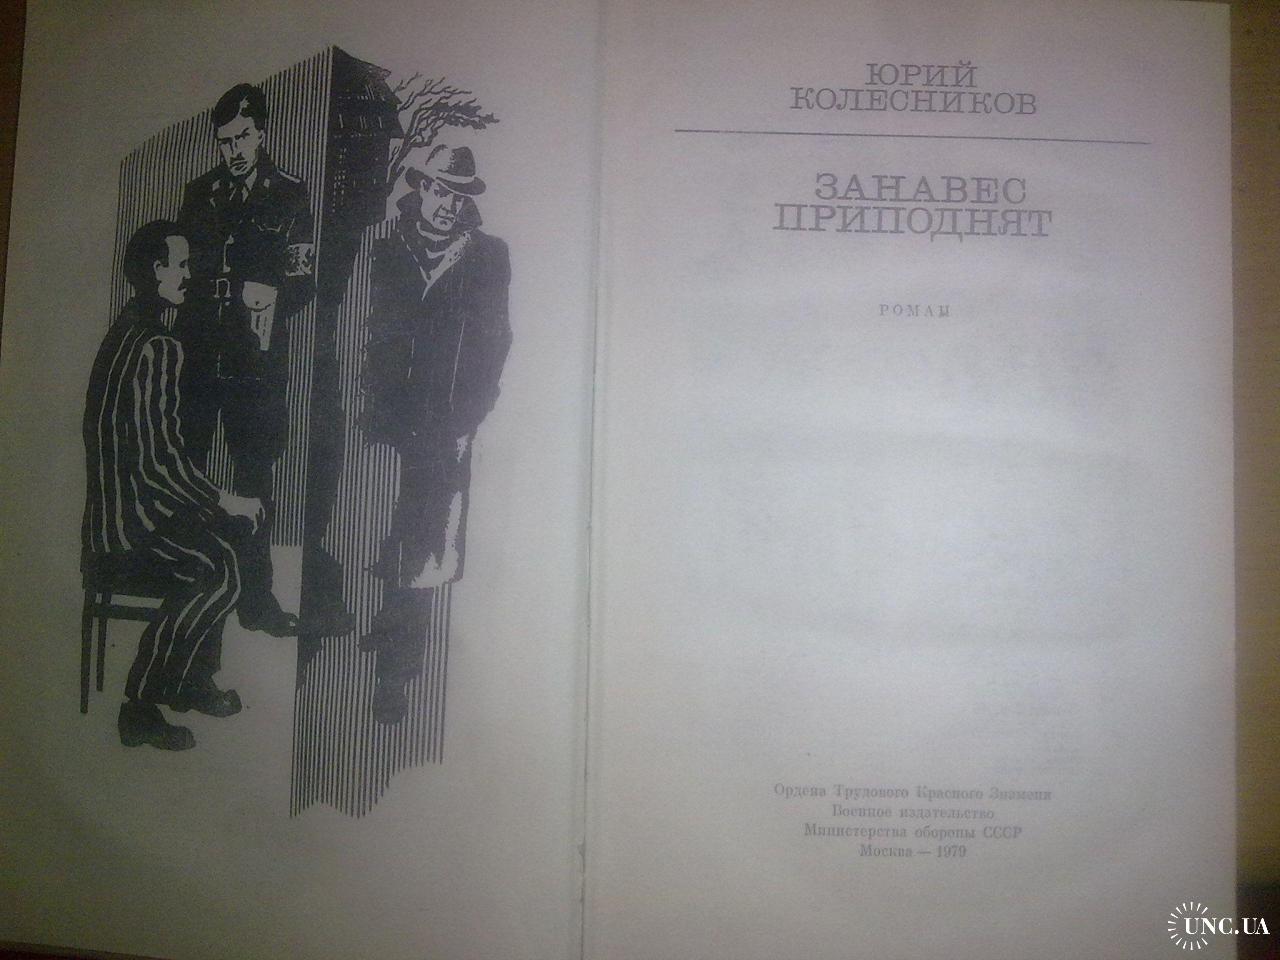 ЮРИЙ
КОЛЕСНИКОВ
ЗАНАВЕС
ПРИПОДНЯТ
РОМАН
Ордена Трудового Красного Знамени
Военное издательство
Министерства обороны СССР
Москва — 1979
UNC.UA